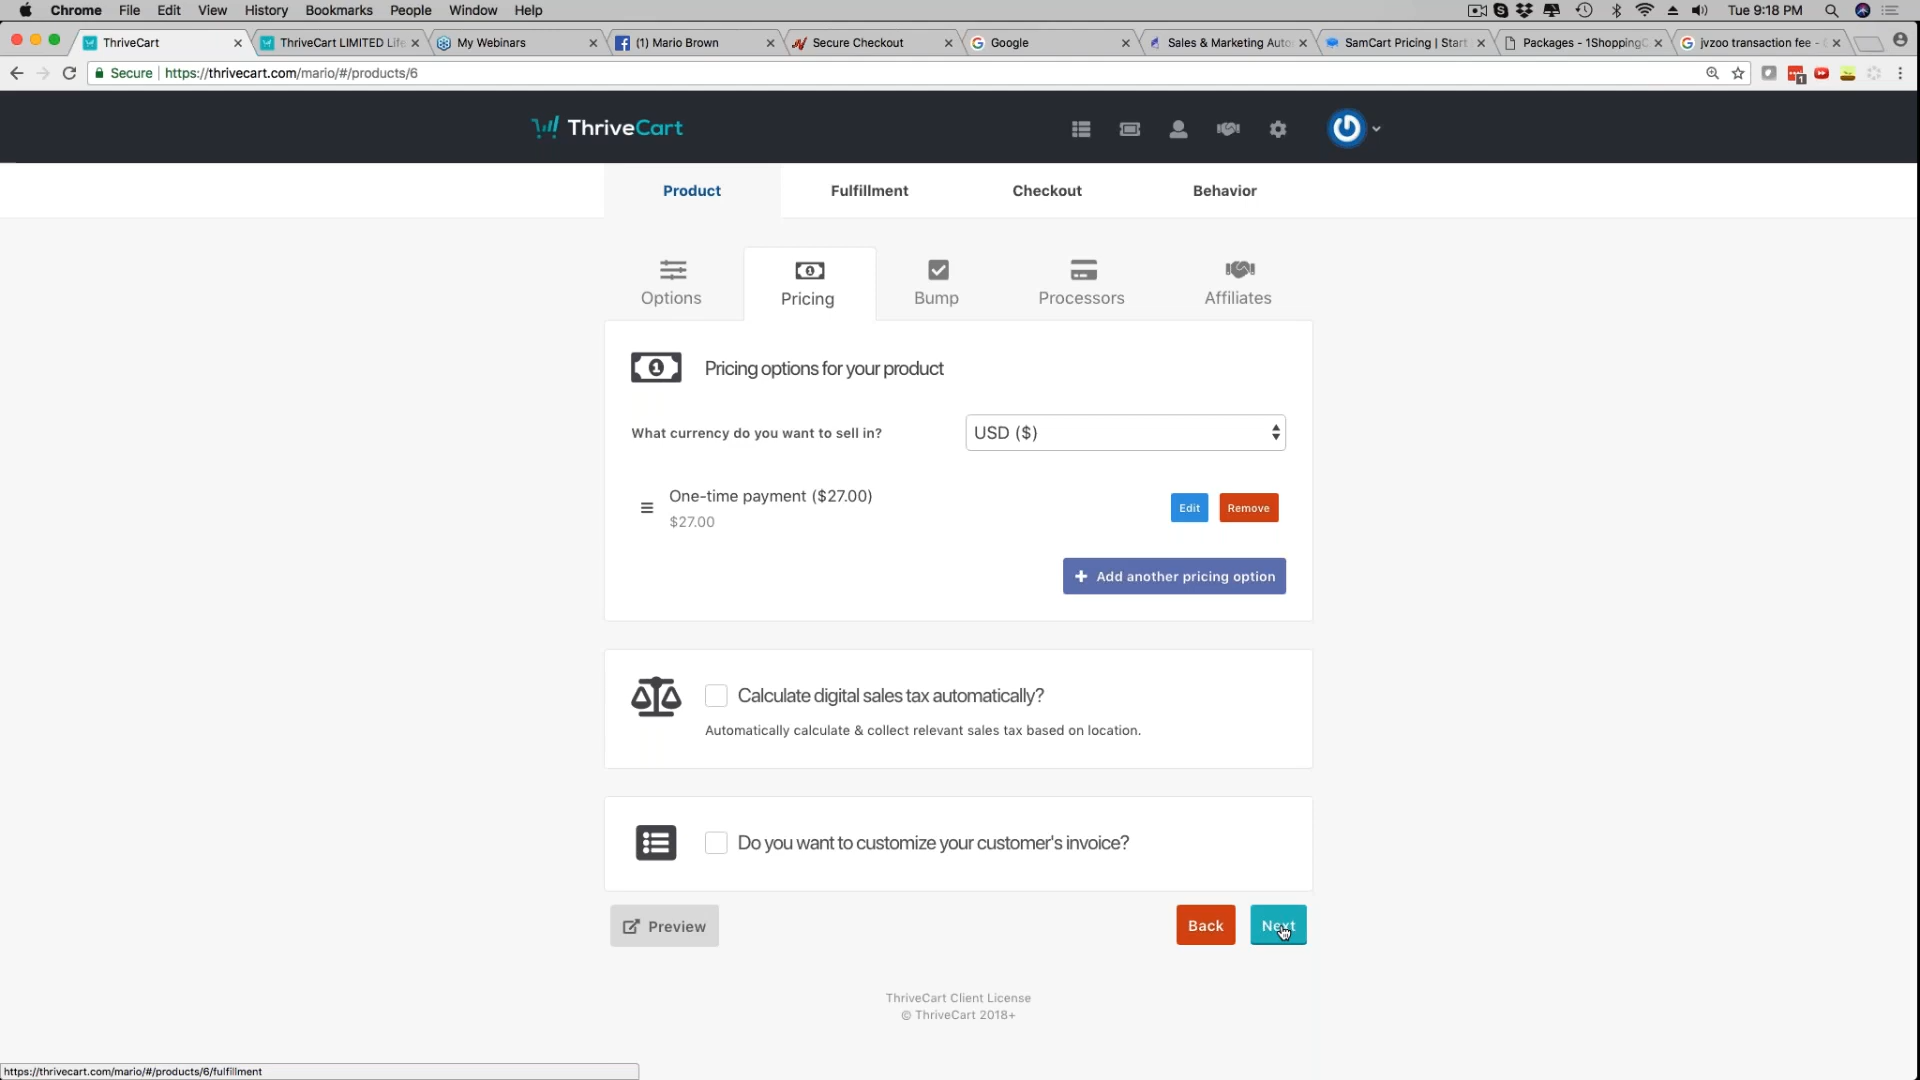 Chrome File Edit View History Bookmarks People Window Help
Tue 9:18 PM
ThriveCart
ThriveCart LIMITED Life
My Webinars
(1) Mario Brown
Secure Checkout
Google
Sales & Marketing Auto
SamCart Pricing | Start
Packages - 1ShoppingC
jvzoo transaction fee -
Secure https://thrivecart.com/mario/#/products/6
1
ThriveCart
Product
Fulfillment
Checkout
Behavior
Options
Pricing
Bump
Processors
Affiliates
Pricing options for your product
What currency do you want to sell in?
USD ($)
One-time payment ($27.00)
$27.00
Edit
Remove
Add another pricing option
Calculate digital sales tax automatically?
Automatically calculate & collect relevant sales tax based on location.
Do you want to customize your customer's invoice?
Preview
Back
Next
ThriveCart Client License
© ThriveCart 2018+
https://thrivecart.com/mario/#/products/6/fulfillment